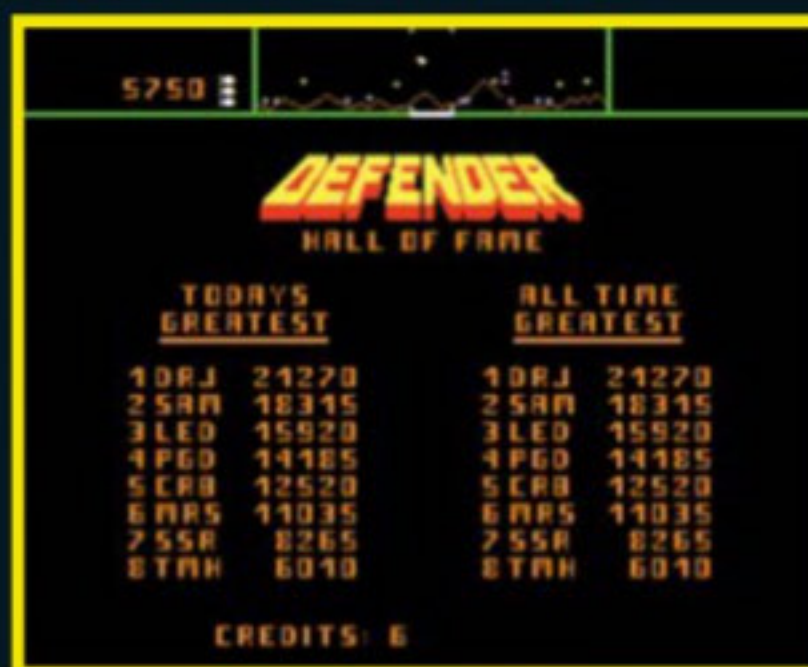 5750
DEFENDER
HALL OF FAME
TODAYS
GREATEST
ALL TIME
GREATEST
1 DRJ 21270
2 SAM 18315
3 LED 15920
4 PGD 14185
5 CRB 12520
6 MRS 11035
7 SSR 8265
8 TMH 6010
1 DRJ 21270
2 SAM 18315
3 LED 15920
4 PGD 14185
5 CRB 12520
6 MRS 11035
7 SSR 8265
8 TMH 6010
CREDITS: 6